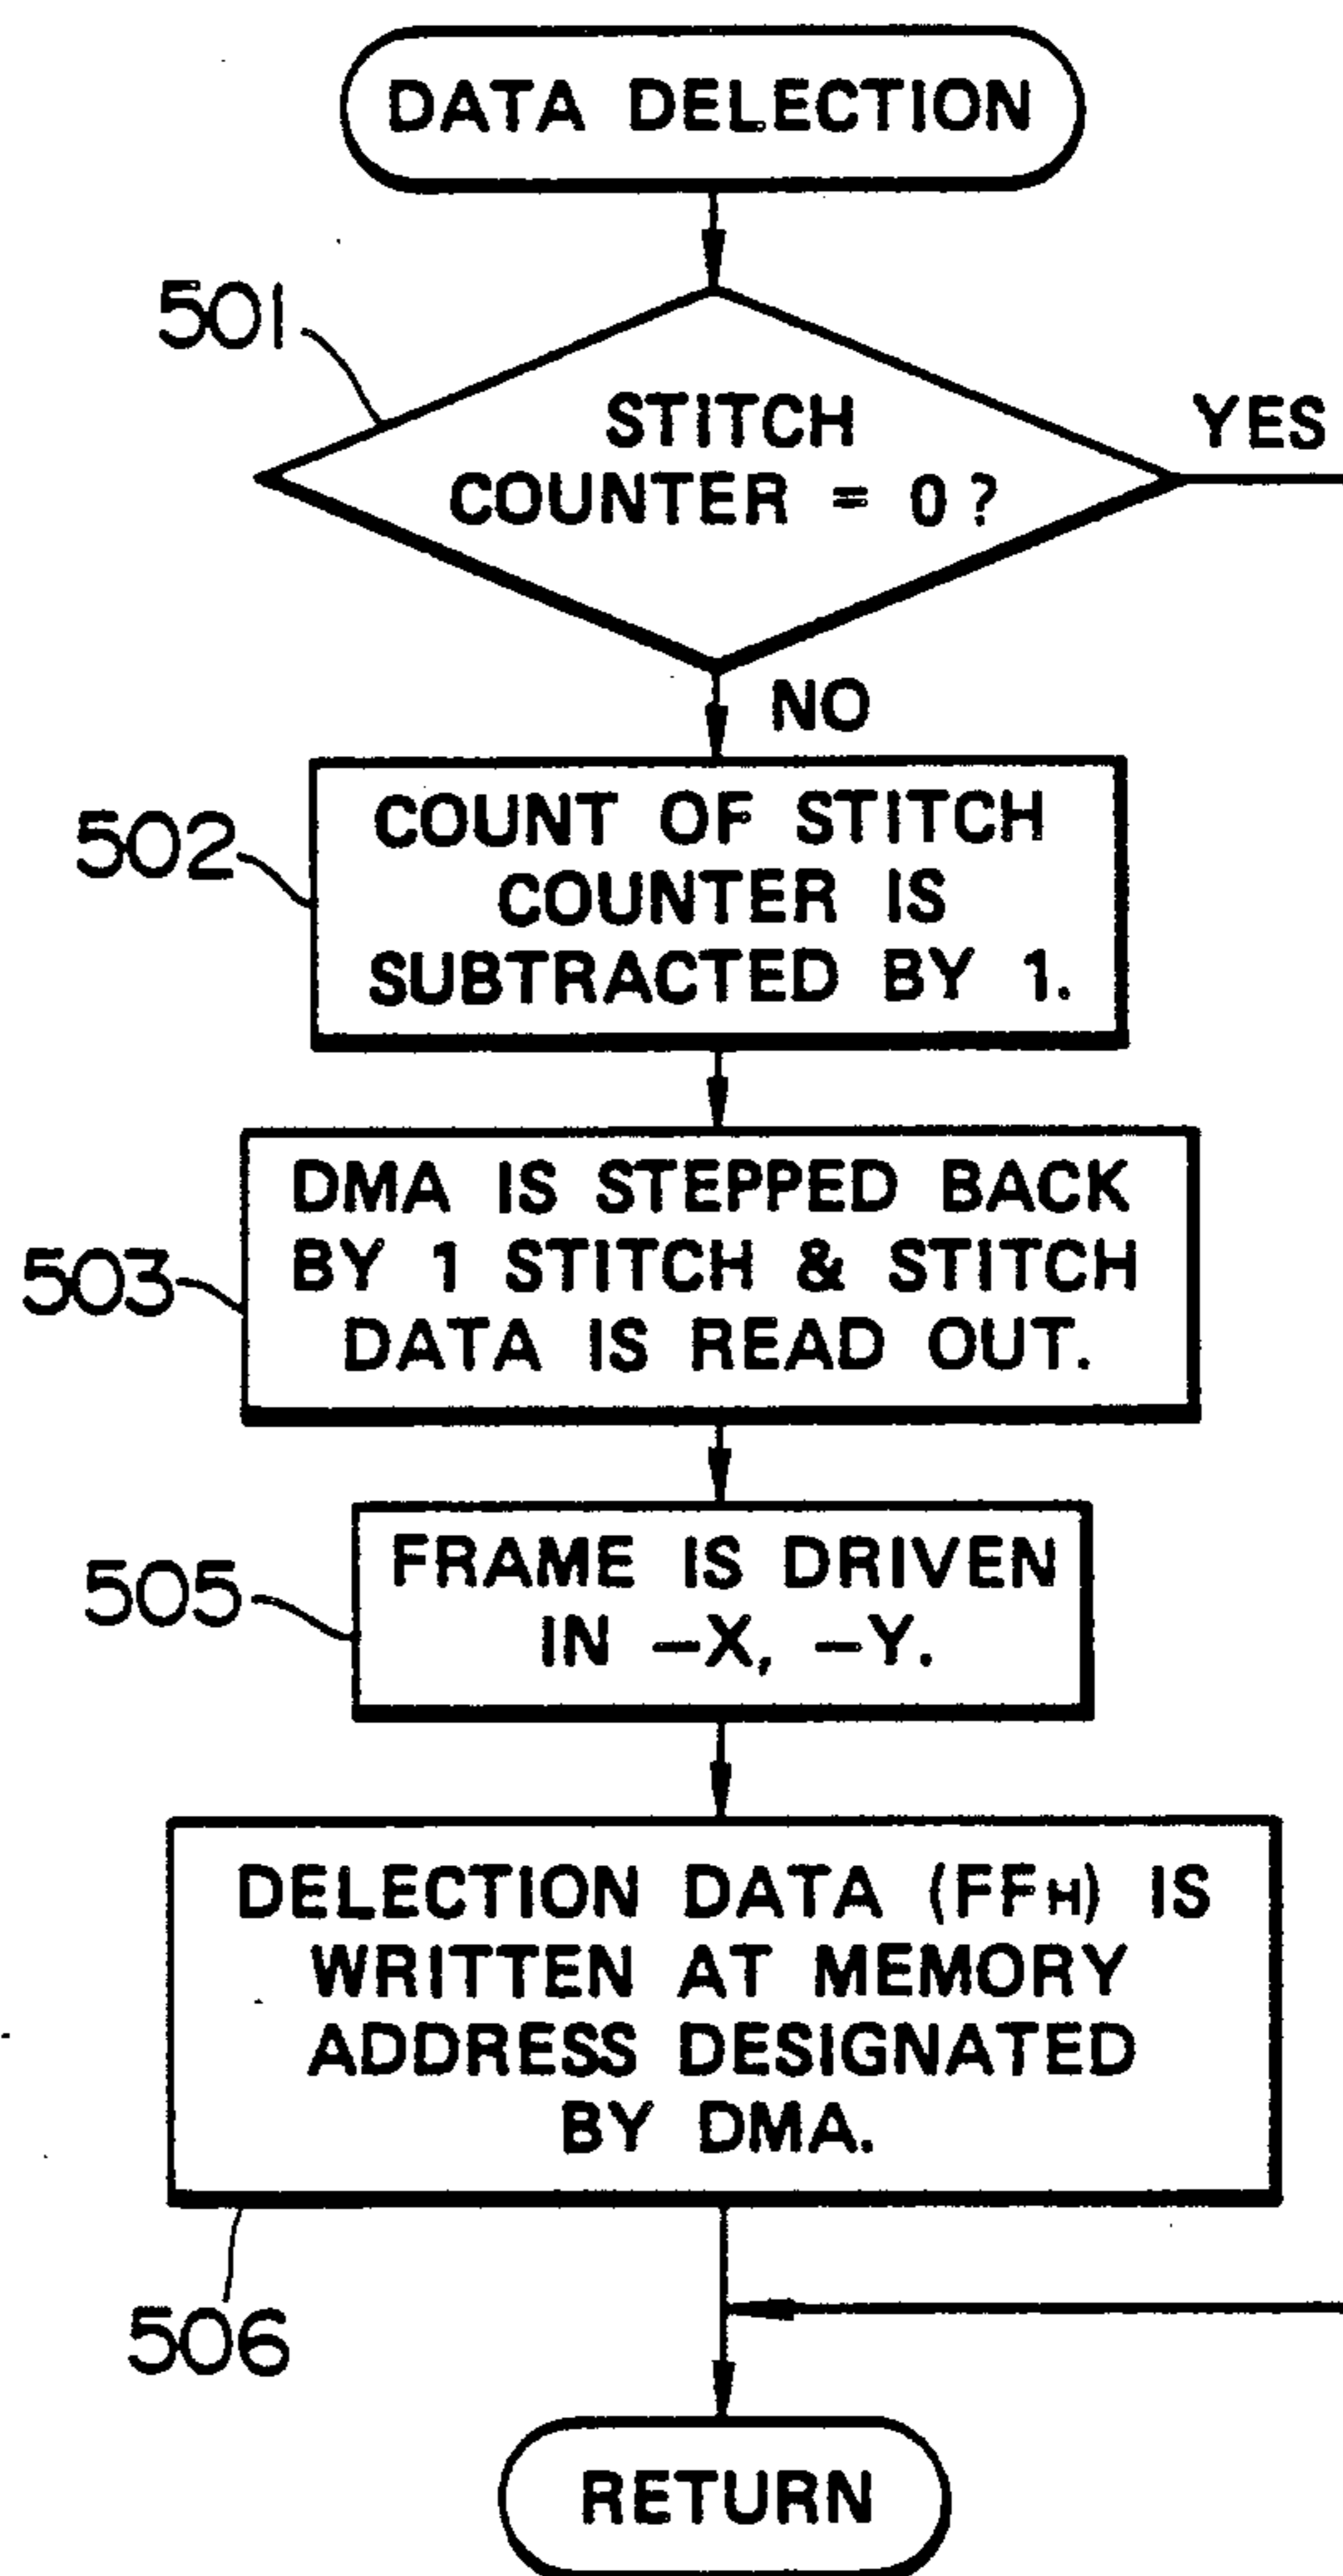 DATA DELECTION
501
STITCH
COUNTER = 0?
YES
NO
502
COUNT OF STITCH
COUNTER IS
SUBTRACTED BY 1.
503
DMA IS STEPPED BACK
BY 1 STITCH & STITCH
DATA IS READ OUT.
505
FRAME IS DRIVEN
IN –X, –Y.
DELECTION DATA (FFH) IS
WRITTEN AT MEMORY
ADDRESS DESIGNATED
BY DMA.
506
RETURN